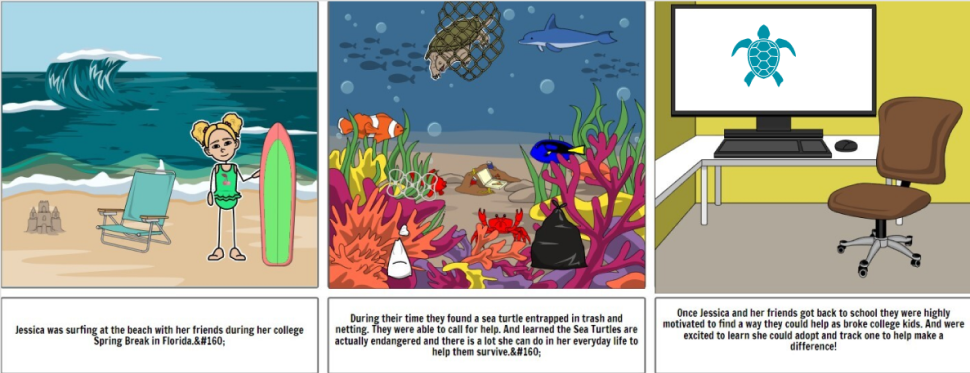 Jessica was surfing at the beach with her friends during her college
Spring Break in Florida.&#160;
During their time they found a sea turtle entrapped in trash and
netting. They were able to call for help. And learned the Sea Turtles are
actually endangered and there is a lot she can do in her everyday life to
help them survive.&#160;
Once Jessica and her friends got back to school they were highly
motivated to find a way they could help as broke college kids. And were
excited to learn she could adopt and track one to help make a
difference!